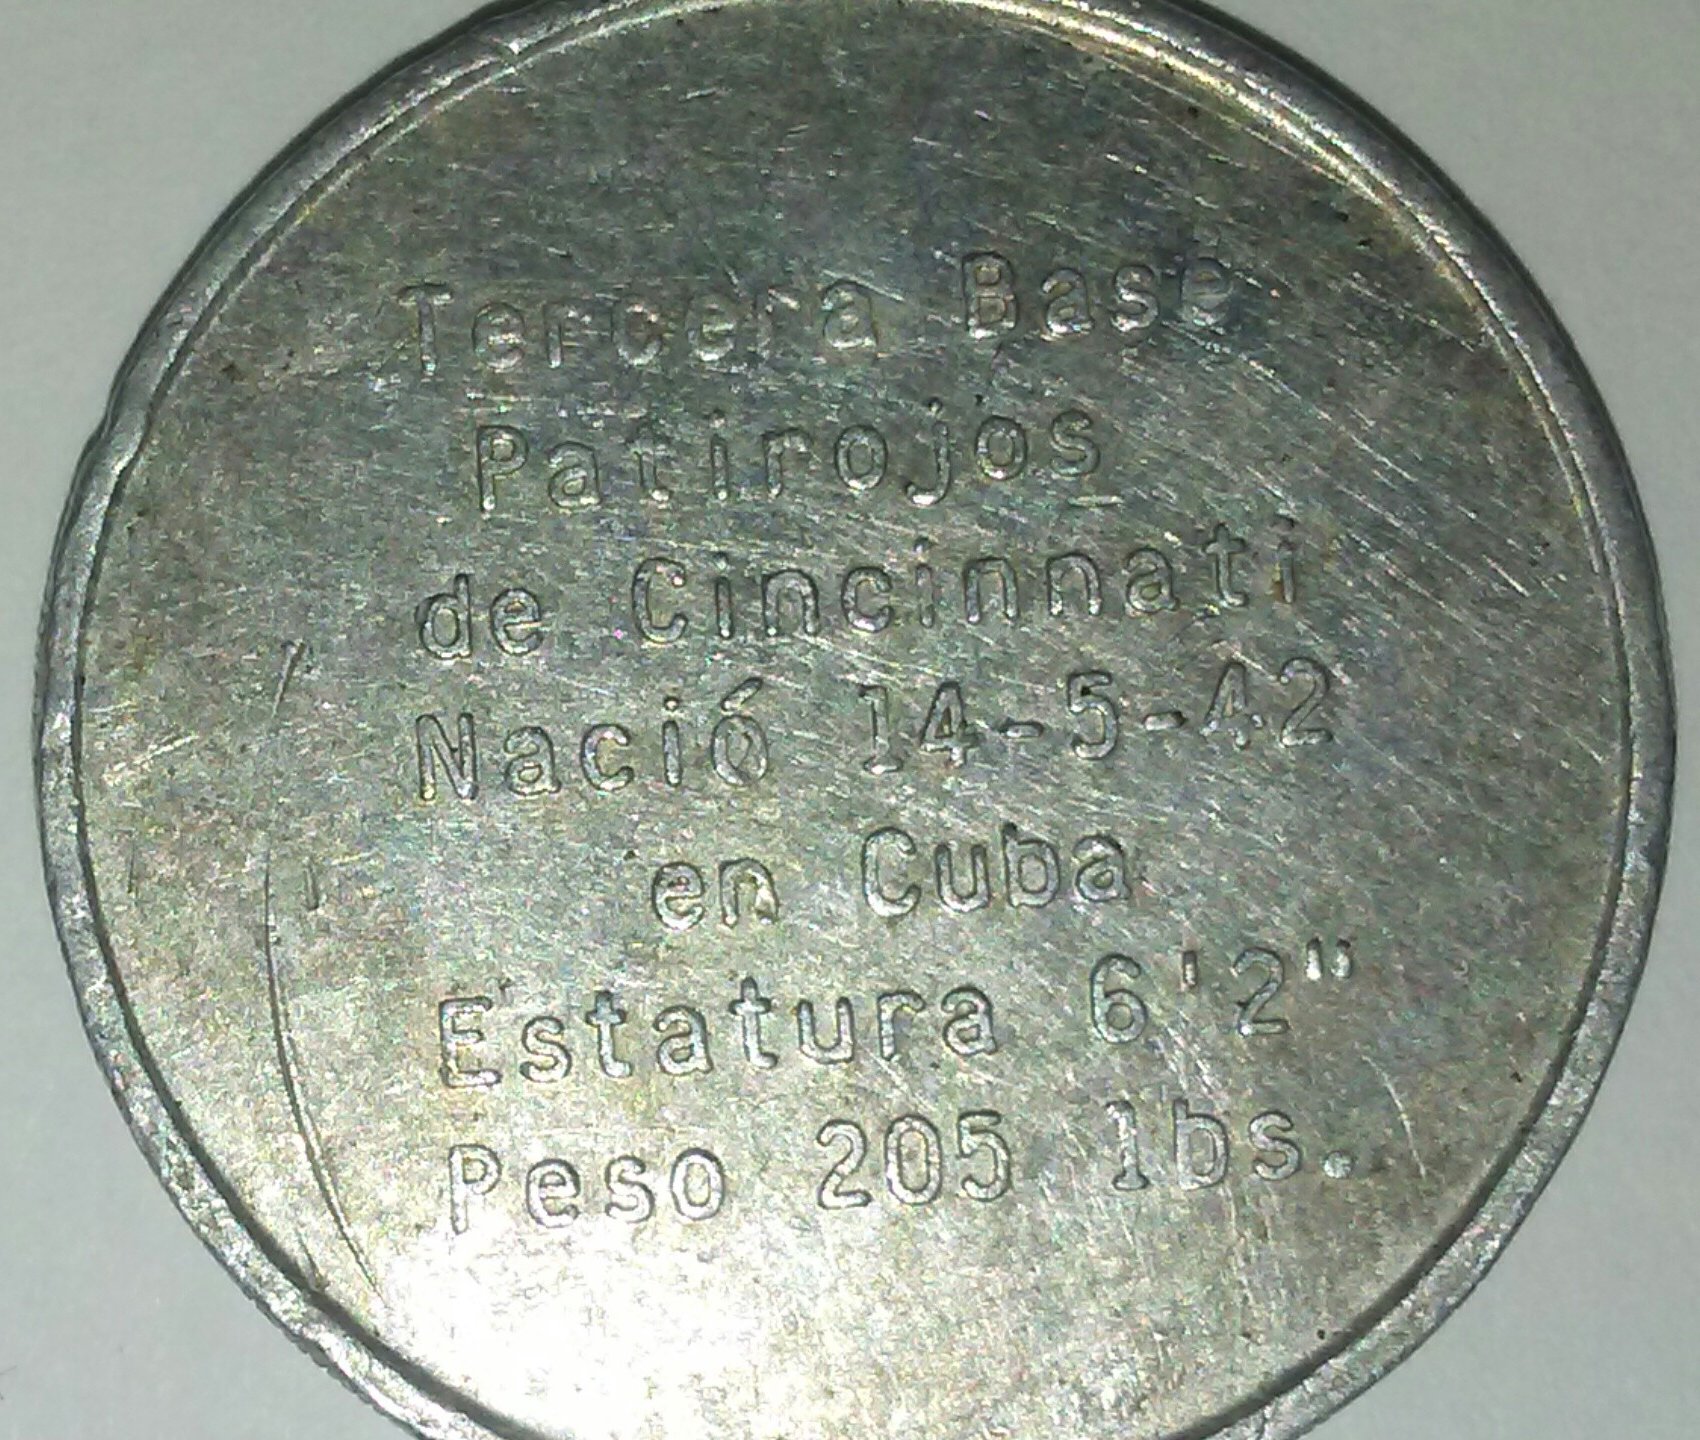 Tercera Base
Patirojos
de Cincinnati
Nació 14-5-42
en Cuba
Estatura 6'2"
Peso 205 lbs.